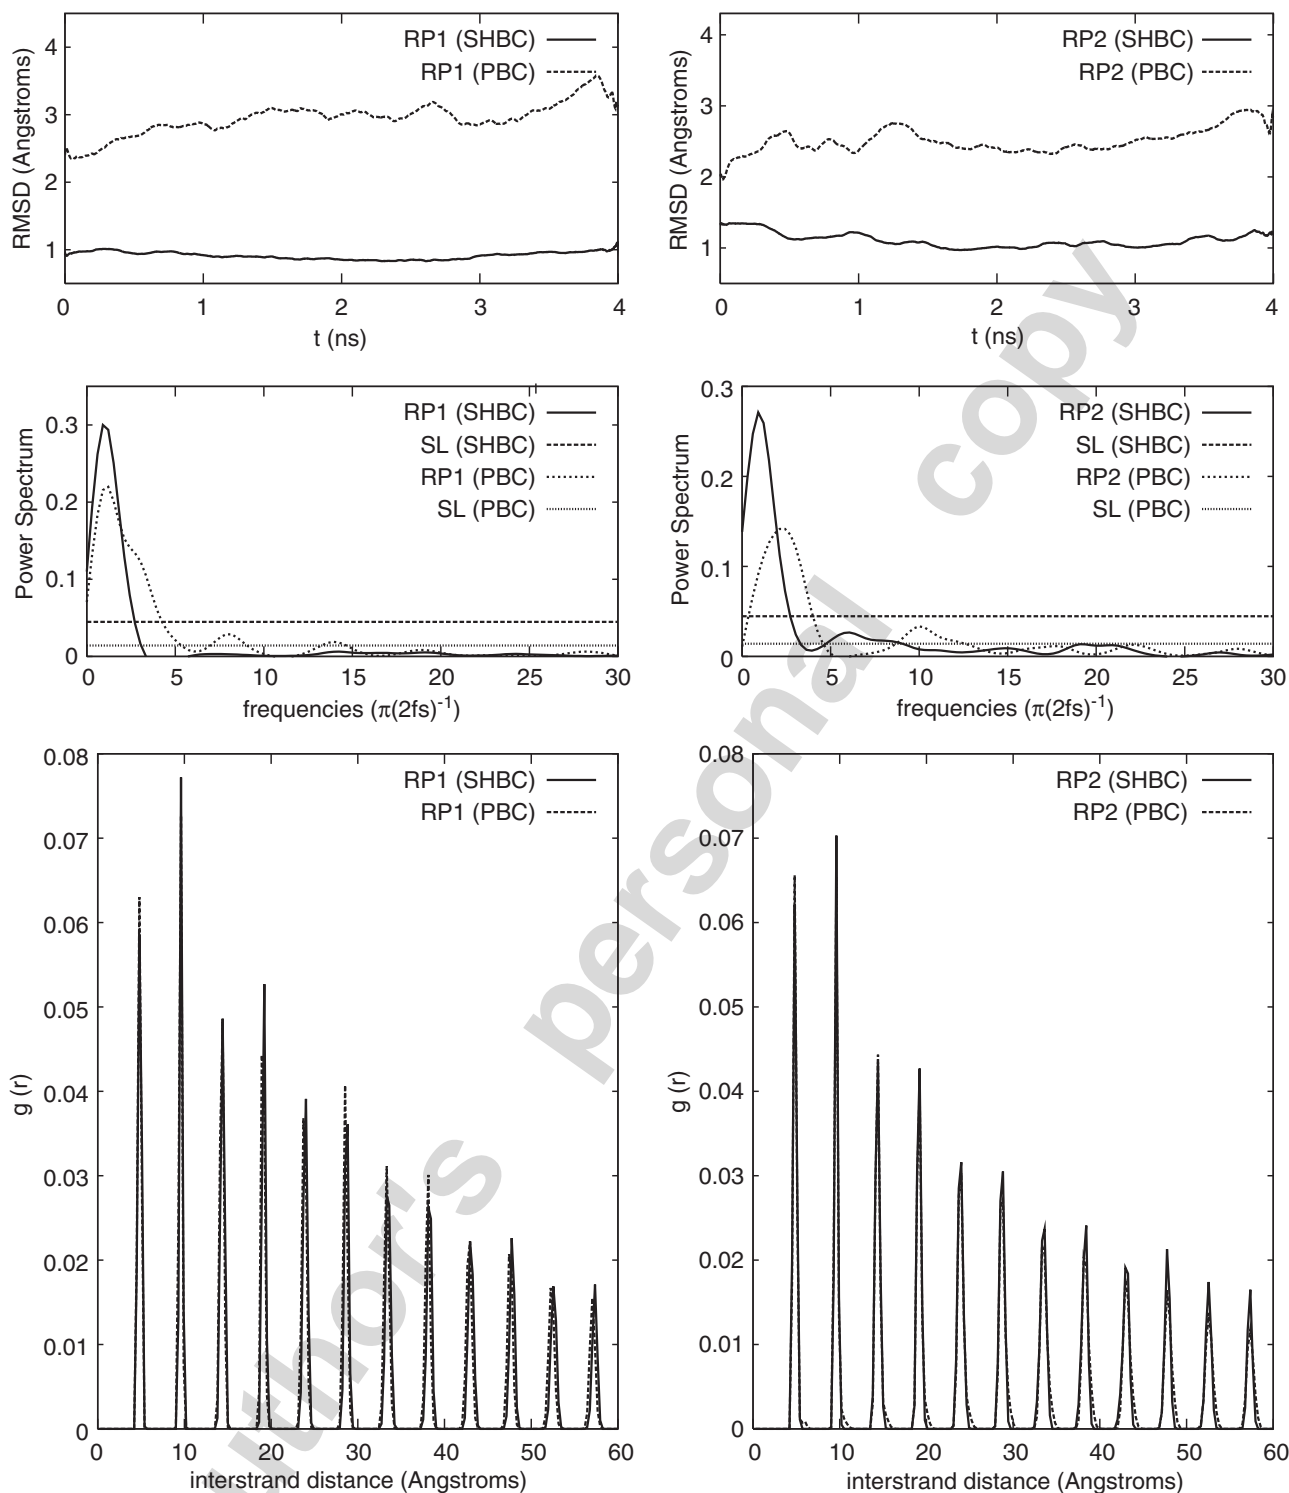 RMSD (Angstroms)
4
3
2
1
RP1 (SHBC)
RP1 (PBC)
0 1 2 3 4
t (ns)
RMSD (Angstroms)
4
3
2
1
RP2 (SHBC)
RP2 (PBC)
0 1 2 3 4
t (ns)
Power Spectrum
0.3
0.2
0.1
0
RP1 (SHBC)
SL (SHBC)
RP1 (PBC)
SL (PBC)
0 5 10 15 20 25 30
frequencies (π(2fs)⁻¹)
Power Spectrum
0.3
0.2
0.1
0
RP2 (SHBC)
SL (SHBC)
RP2 (PBC)
SL (PBC)
0 5 10 15 20 25 30
frequencies (π(2fs)⁻¹)
g (r)
0.08
0.07
0.06
0.05
0.04
0.03
0.02
0.01
0
RP1 (SHBC)
RP1 (PBC)
0 10 20 30 40 50 60
interstrand distance (Angstroms)
g (r)
0.08
0.07
0.06
0.05
0.04
0.03
0.02
0.01
0
RP2 (SHBC)
RP2 (PBC)
0 10 20 30 40 50 60
interstrand distance (Angstroms)
uthor's personal copy